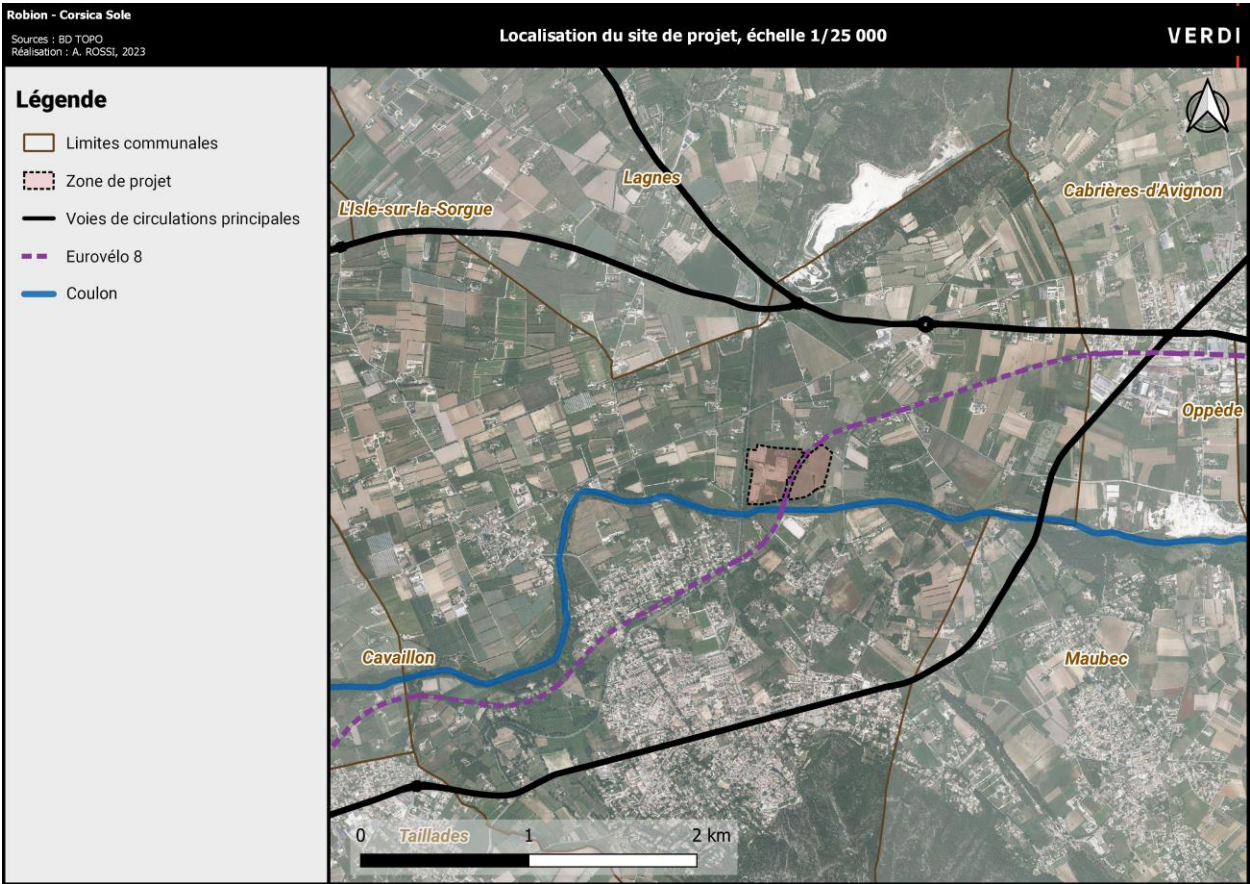 Robion - Corsica Sole
Sources : BD TOPO
Réalisation : A. ROSSI, 2023
Localisation du site de projet, échelle 1/25 000
VERDI
Légende
Limites communales
Zone de projet
Voies de circulations principales
Eurovélo 8
Coulon
Lagnes
Cabrières-d'Avignon
L'Isle-sur-la-Sorgue
Oppède
Cavaillon
Maubec
Taillades
0 1 2 km